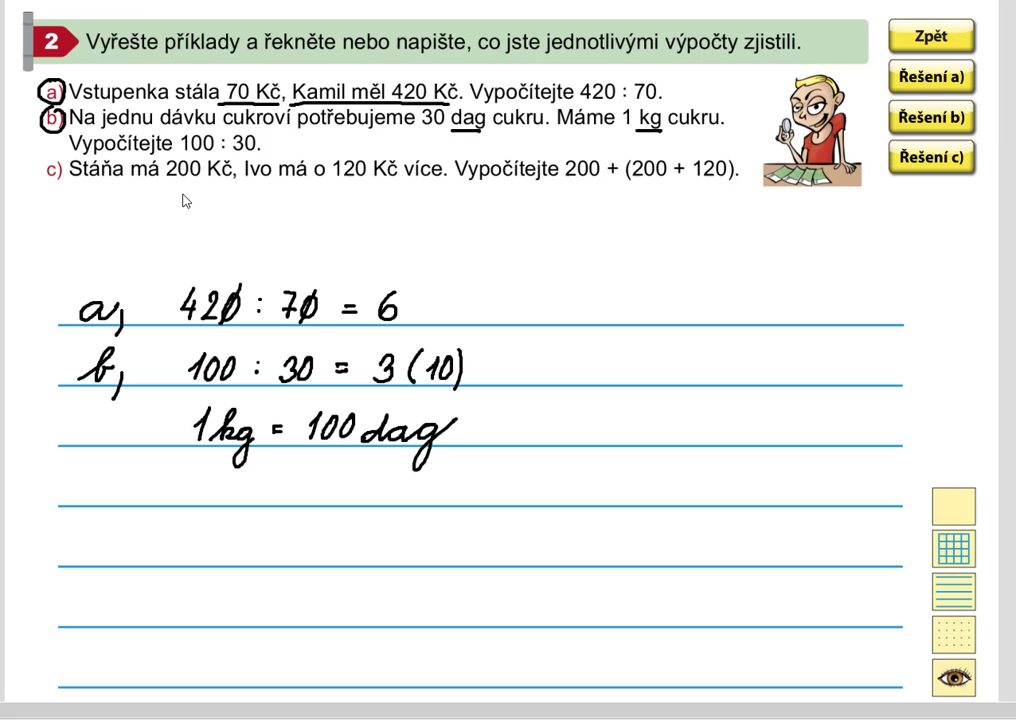 2 Vyřešte příklady a řekněte nebo napište, co jste jednotlivými výpočty zjistili.
Zpět
Řešení a)
Řešení b)
Řešení c)
a) Vstupenka stála 70 Kč, Kamil měl 420 Kč. Vypočítejte 420 : 70.
b) Na jednu dávku cukroví potřebujeme 30 dag cukru. Máme 1 kg cukru.
Vypočítejte 100 : 30.
c) Stáňa má 200 Kč, Ivo má o 120 Kč více. Vypočítejte 200 + (200 + 120).
a, 420 : 70 = 6
b, 100 : 30 = 3 (10)
1 kg = 100 dag